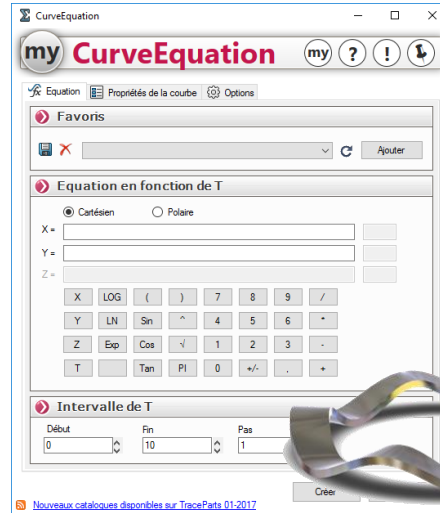 CurveEquation
my CurveEquation my ? !
fx Equation Propriétés de la courbe Options
Favoris
Ajouter
Equation en fonction de T
Cartésien Polaire
X =
Y =
Z =
X LOG ( ) 7 8 9 /
Y LN Sin ^ 4 5 6 *
Z Exp Cos √ 1 2 3 -
T Tan PI 0 +/- . +
Intervalle de T
Début Fin Pas
0 10 1
Créer
Nouveaux catalogues disponibles sur TraceParts 01-2017